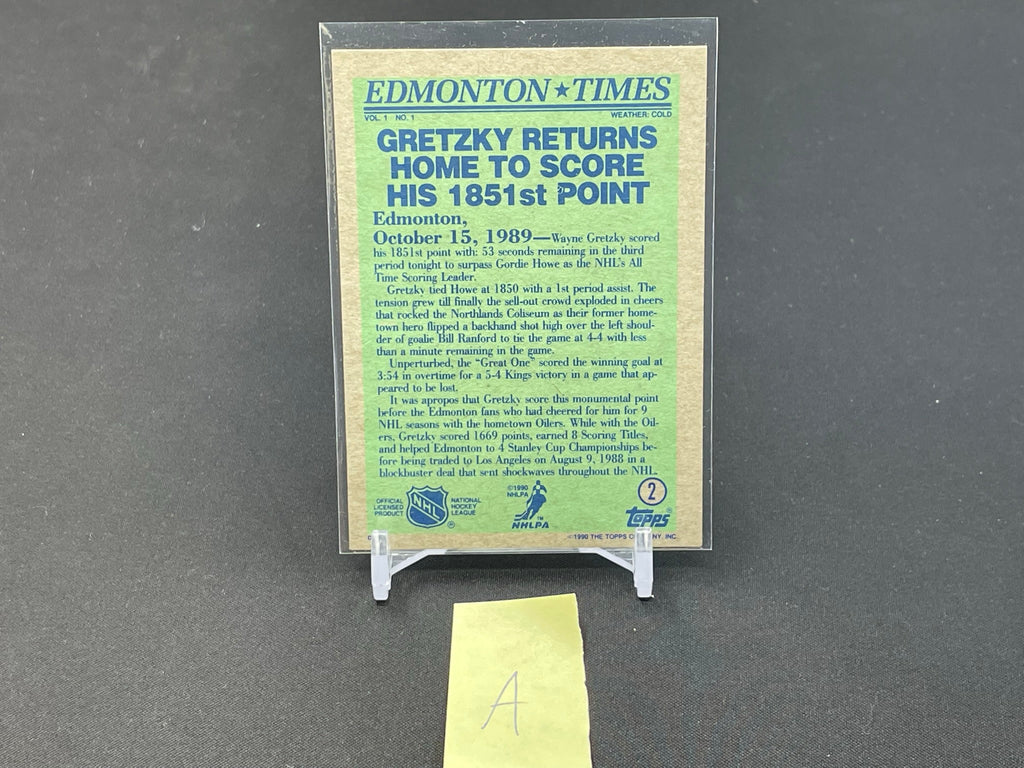 EDMONTON ★ TIMES
VOL. 1 NO. 1 WEATHER: COLD
GRETZKY RETURNS
HOME TO SCORE
HIS 1851st POINT
Edmonton,
October 15, 1989—Wayne Gretzky scored
his 1851st point with: 53 seconds remaining in the third
period tonight to surpass Gordie Howe as the NHL's All
Time Scoring Leader.
Gretzky tied Howe at 1850 with a 1st period assist. The
tension grew till finally the sell-out crowd exploded in cheers
that rocked the Northlands Coliseum as their former home-
town hero flipped a backhand shot high over the left shoul-
der of goalie Bill Ranford to tie the game at 4-4 with less
than a minute remaining in the game.
Unperturbed, the "Great One" scored the winning goal at
3:54 in overtime for a 5-4 Kings victory in a game that ap-
peared to be lost.
It was apropos that Gretzky score this monumental point
before the Edmonton fans who had cheered for him for 9
NHL seasons with the hometown Oilers. While with the Oil-
ers, Gretzky scored 1669 points, earned 8 Scoring Titles,
and helped Edmonton to 4 Stanley Cup Championships be-
fore being traded to Los Angeles on August 9, 1988 in a
blockbuster deal that sent shockwaves throughout the NHL.
OFFICIAL
LICENSED
PRODUCT
NHL
®
NATIONAL
HOCKEY
LEAGUE
©1990
NHLPA
TM
NHLPA
2
topps®
©1990 THE TOPPS NY, INC.
A